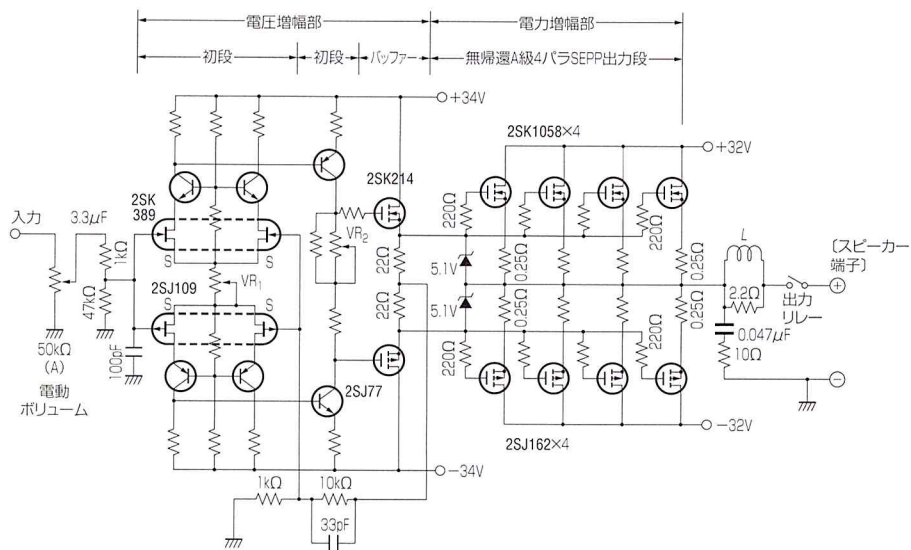 電圧増幅部
電力増幅部
初段
初段
バッファー
無帰還A級4パラSEPP出力段
+34V
2SK1058×4
+32V
2SK214
2SK
389
入力
3.3μF
1kΩ
S
S
VR2
220Ω
220Ω
22Ω
5.1V
0.25Ω
0.25Ω
L
〔スピーカー
端子〕
+
2.2Ω
出力
リレー
VR1
47kΩ
2SJ109
S
S
22Ω
5.1V
0.25Ω
0.25Ω
0.047μF
10Ω
50kΩ
(A)
電動
ボリューム
100pF
2SJ77
220Ω
220Ω
−
2SJ162×4
−32V
−34V
1kΩ
10kΩ
33pF